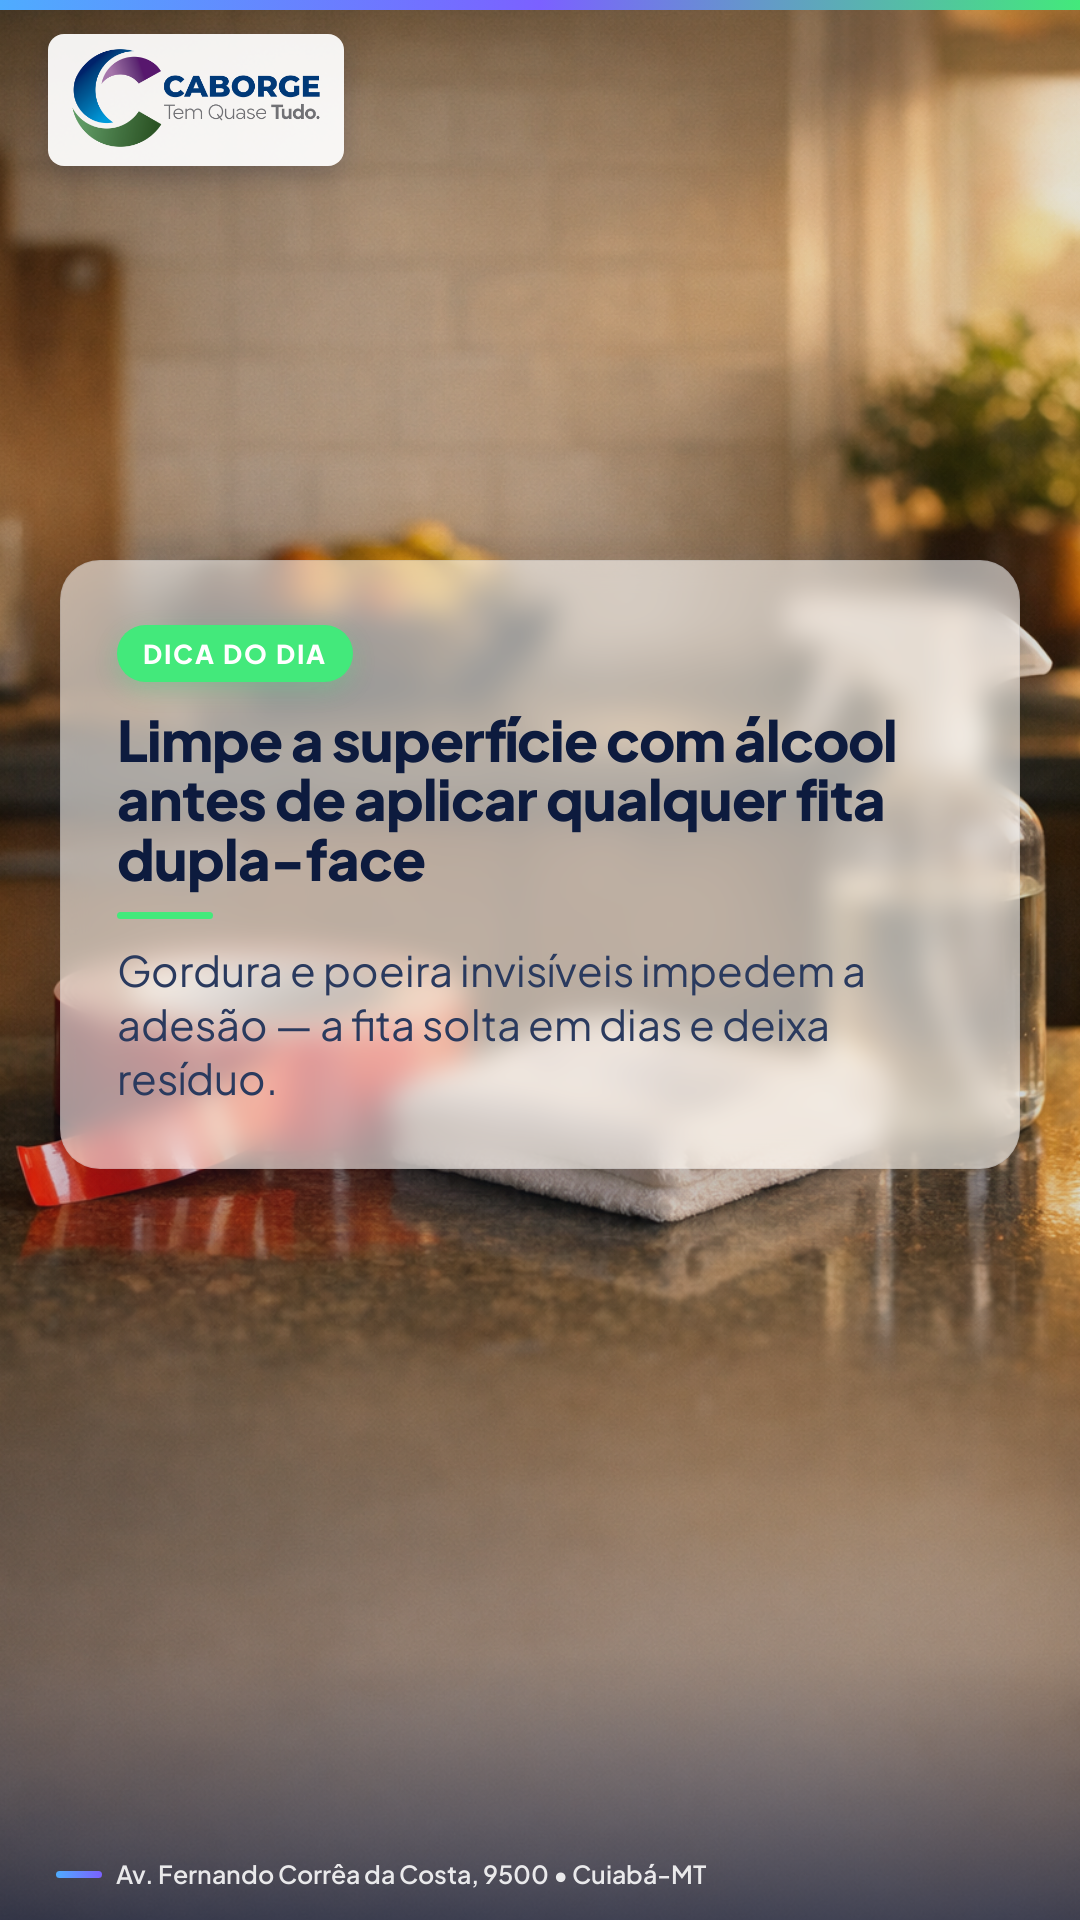 CABORGE
Tem Quase Tudo.
DICA DO DIA
Limpe a superfície com álcool
antes de aplicar qualquer fita
dupla-face
Gordura e poeira invisíveis impedem a
adesão — a fita solta em dias e deixa
resíduo.
Av. Fernando Corrêa da Costa, 9500 • Cuiabá-MT